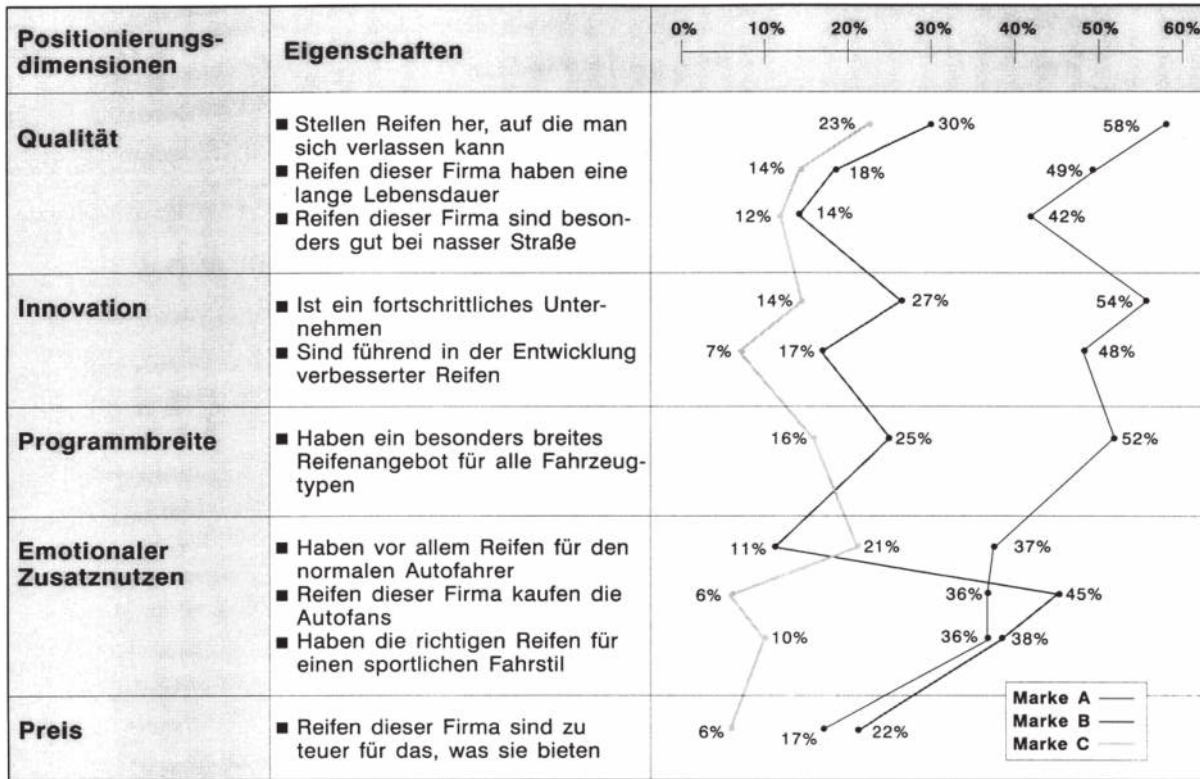 Positionierungs-
dimensionen
Eigenschaften
0% 10% 20% 30% 40% 50% 60%
Qualität
■ Stellen Reifen her, auf die man
sich verlassen kann
23% 30% 58%
■ Reifen dieser Firma haben eine
lange Lebensdauer
14% 18% 49%
■ Reifen dieser Firma sind beson-
ders gut bei nasser Straße
12% 14% 42%
Innovation
■ Ist ein fortschrittliches Unter-
nehmen
14% 27% 54%
■ Sind führend in der Entwicklung
verbesserter Reifen
7% 17% 48%
Programmbreite
■ Haben ein besonders breites
Reifenangebot für alle Fahrzeug-
typen
16% 25% 52%
Emotionaler
Zusatznutzen
■ Haben vor allem Reifen für den
normalen Autofahrer
11% 21% 37%
■ Reifen dieser Firma kaufen die
Autofans
6% 36% 45%
■ Haben die richtigen Reifen für
einen sportlichen Fahrstil
10% 36% 38%
Preis
■ Reifen dieser Firma sind zu
teuer für das, was sie bieten
6% 17% 22%
Marke A
Marke B
Marke C